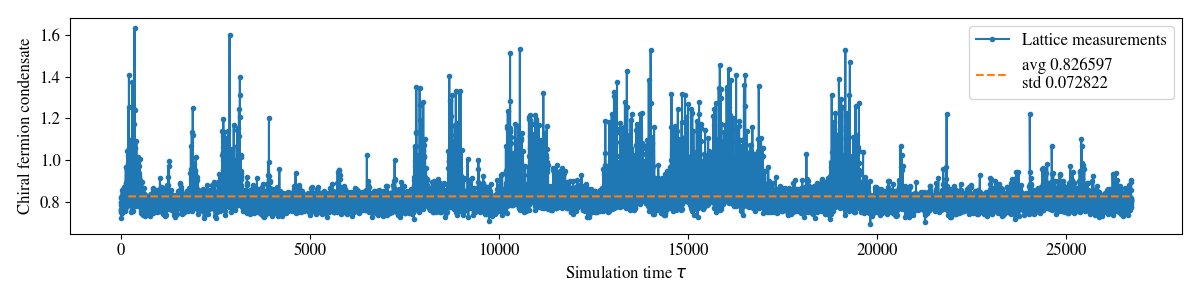 Chiral fermion condensate
1.6
1.4
1.2
1.0
0.8
Lattice measurements
avg 0.826597
std 0.072822
0
5000
10000
15000
20000
25000
Simulation time τ